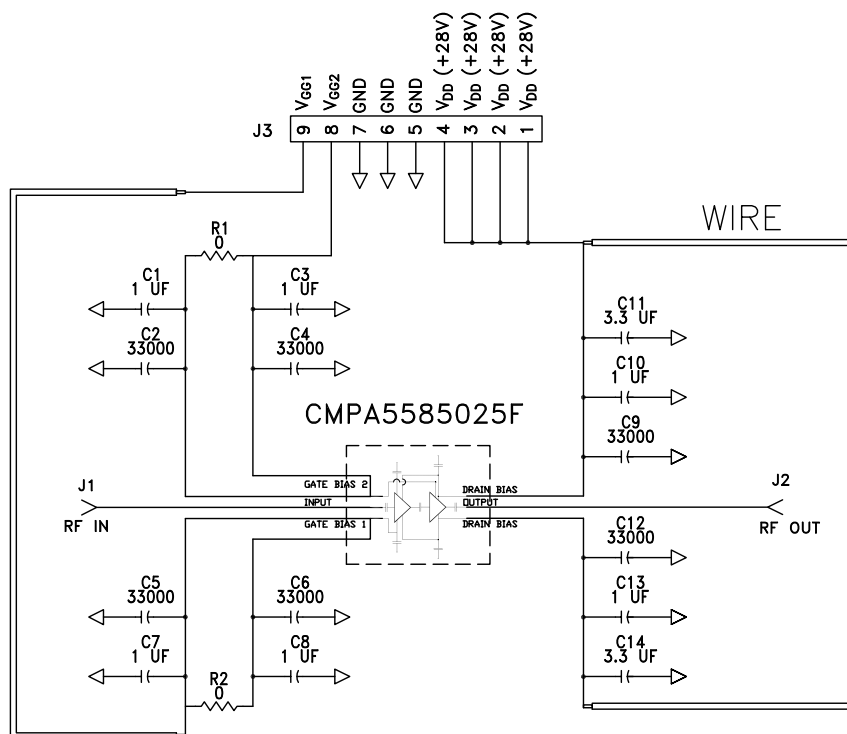 VGG1
VGG2
GND
GND
GND
VDD (+28V)
VDD (+28V)
VDD (+28V)
VDD (+28V)
J3
9
8
7
6
5
4
3
2
1
WIRE
R1
0
C1
1 UF
C3
1 UF
C2
33000
C4
33000
C11
3.3 UF
C10
1 UF
C9
33000
CMPA5585025F
J1
RF IN
GATE BIAS 2
INPUT
GATE BIAS 1
DRAIN BIAS
OUTPUT
DRAIN BIAS
J2
RF OUT
C5
33000
C6
33000
C7
1 UF
C8
1 UF
R2
0
C12
33000
C13
1 UF
C14
3.3 UF